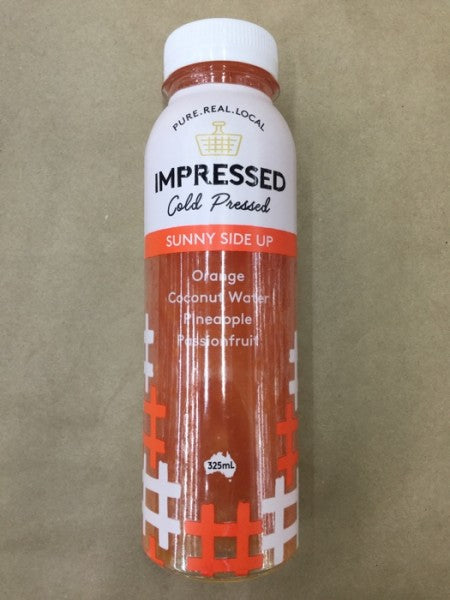 PURE.REAL.LOCAL
IMPRESSED
Cold Pressed
SUNNY SIDE UP
Orange
Coconut Water
Pineapple
Passionfruit
325mL